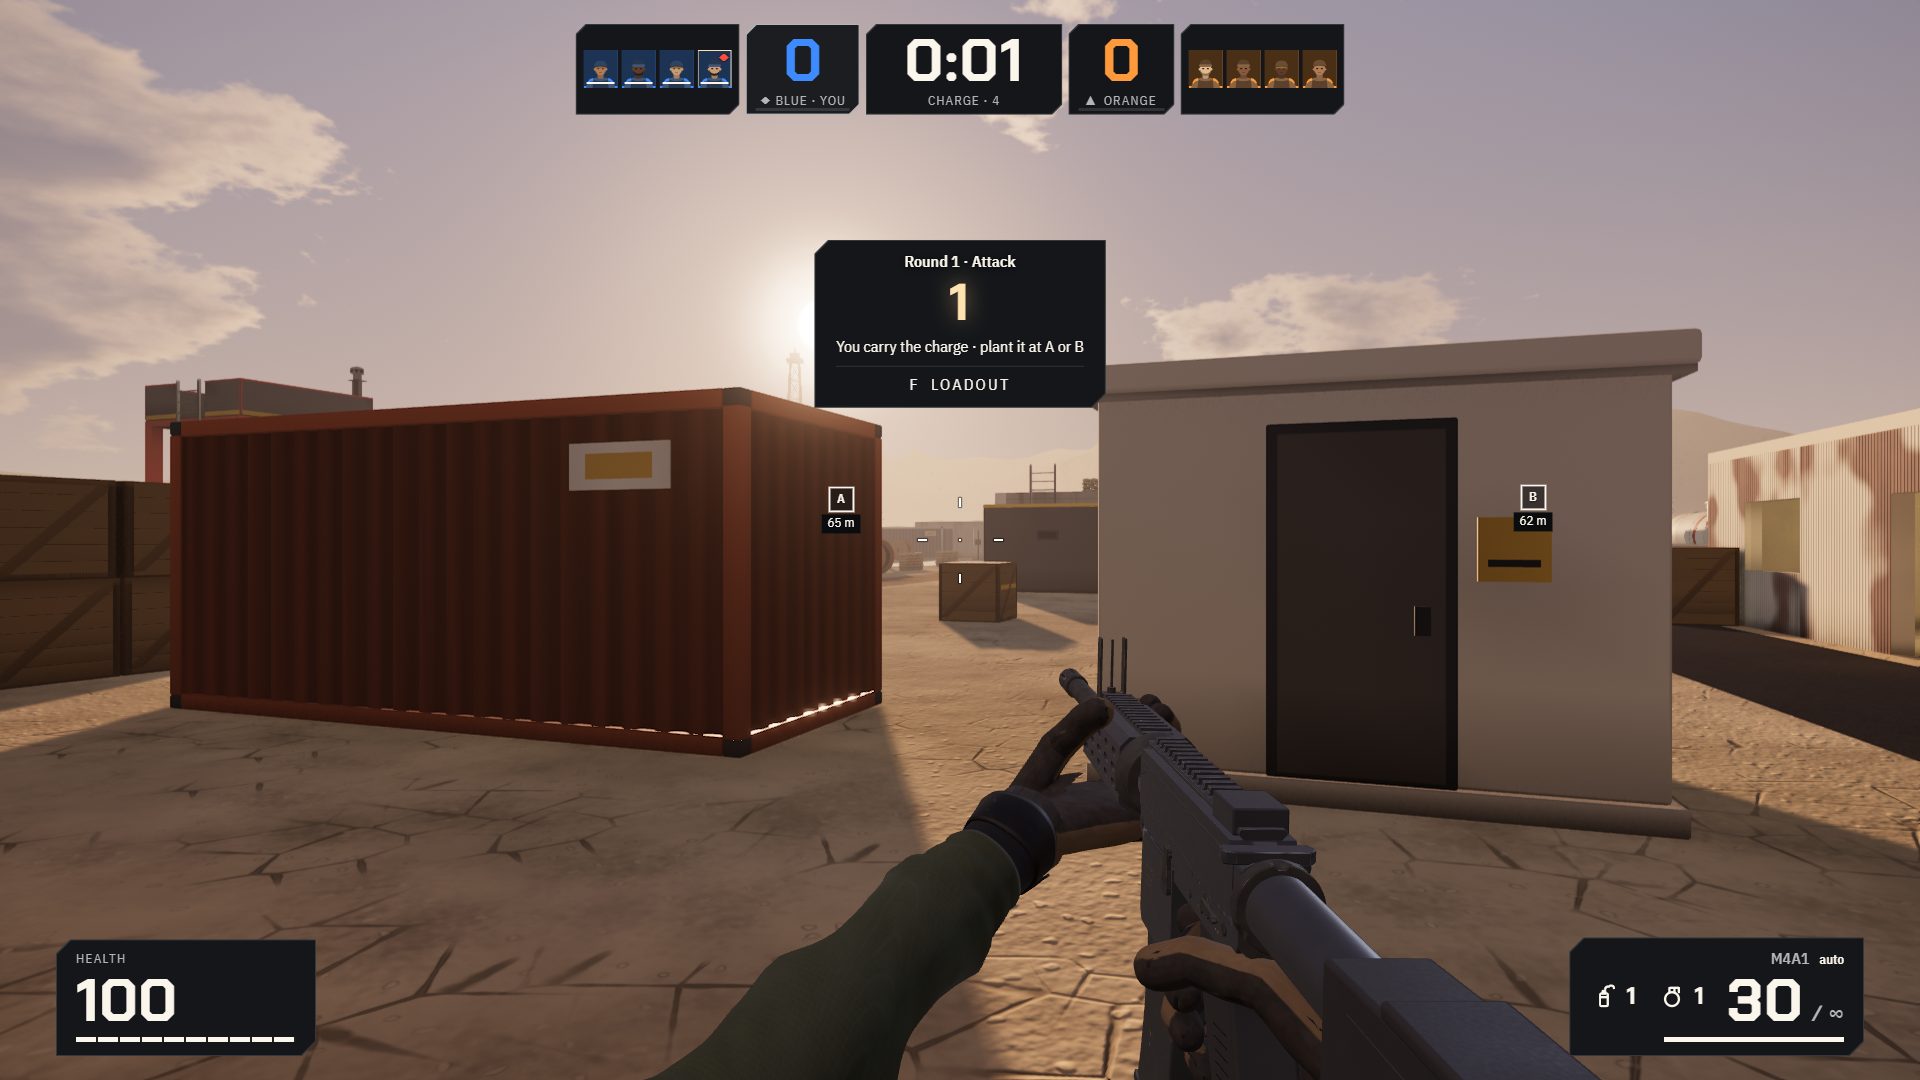 0
BLUE · YOU
0:01
CHARGE · 4
0
ORANGE
Round 1 · Attack
1
You carry the charge · plant it at A or B
F LOADOUT
A
65 m
B
62 m
HEALTH
100
M4A1 auto
1 1 30 / ∞